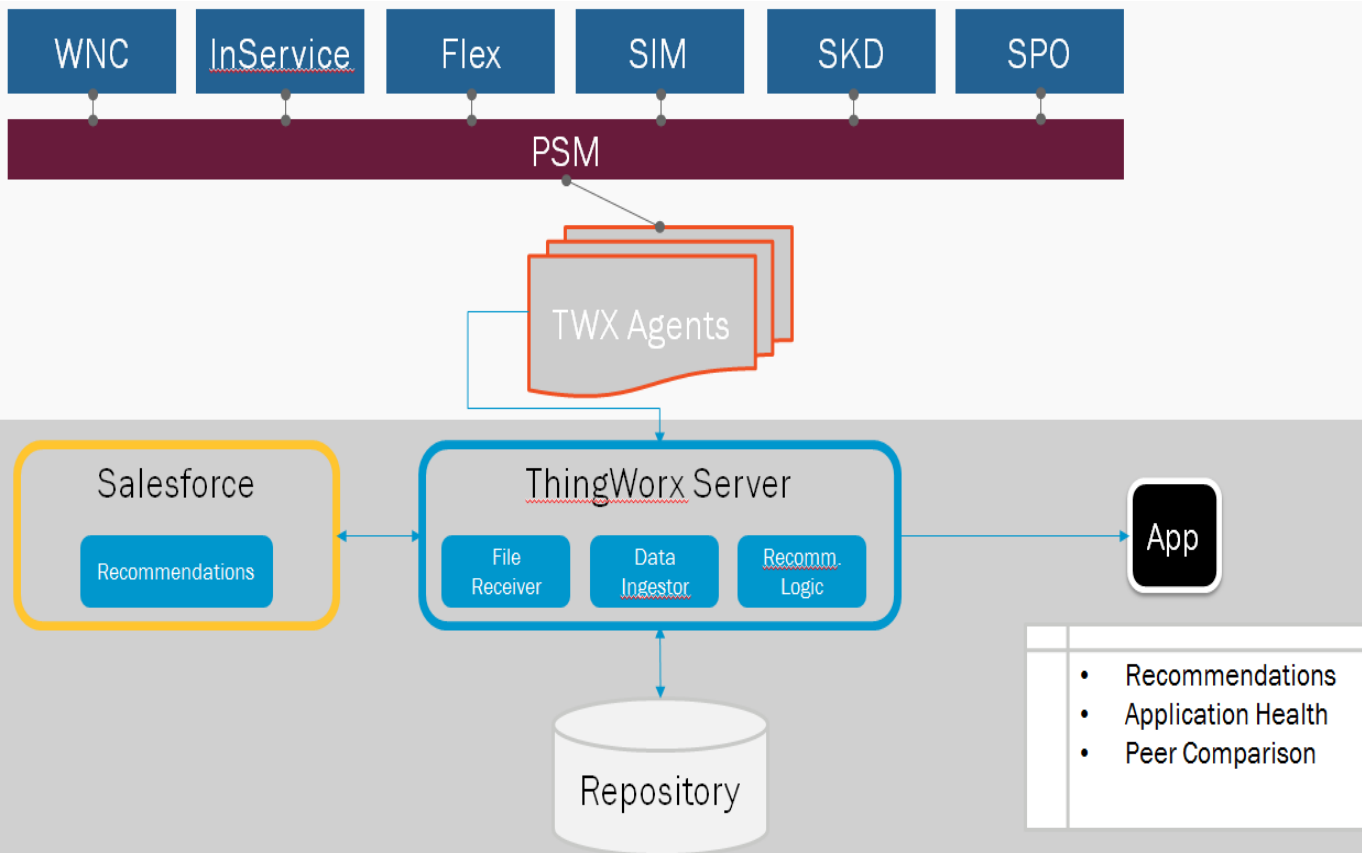 WNC
InService
Flex
SIM
SKD
SPO
PSM
TWX Agents
Salesforce
Recommendations
ThingWorx Server
File
Receiver
Data
Ingestor
Recomm.
Logic
App
Repository
• Recommendations
• Application Health
• Peer Comparison